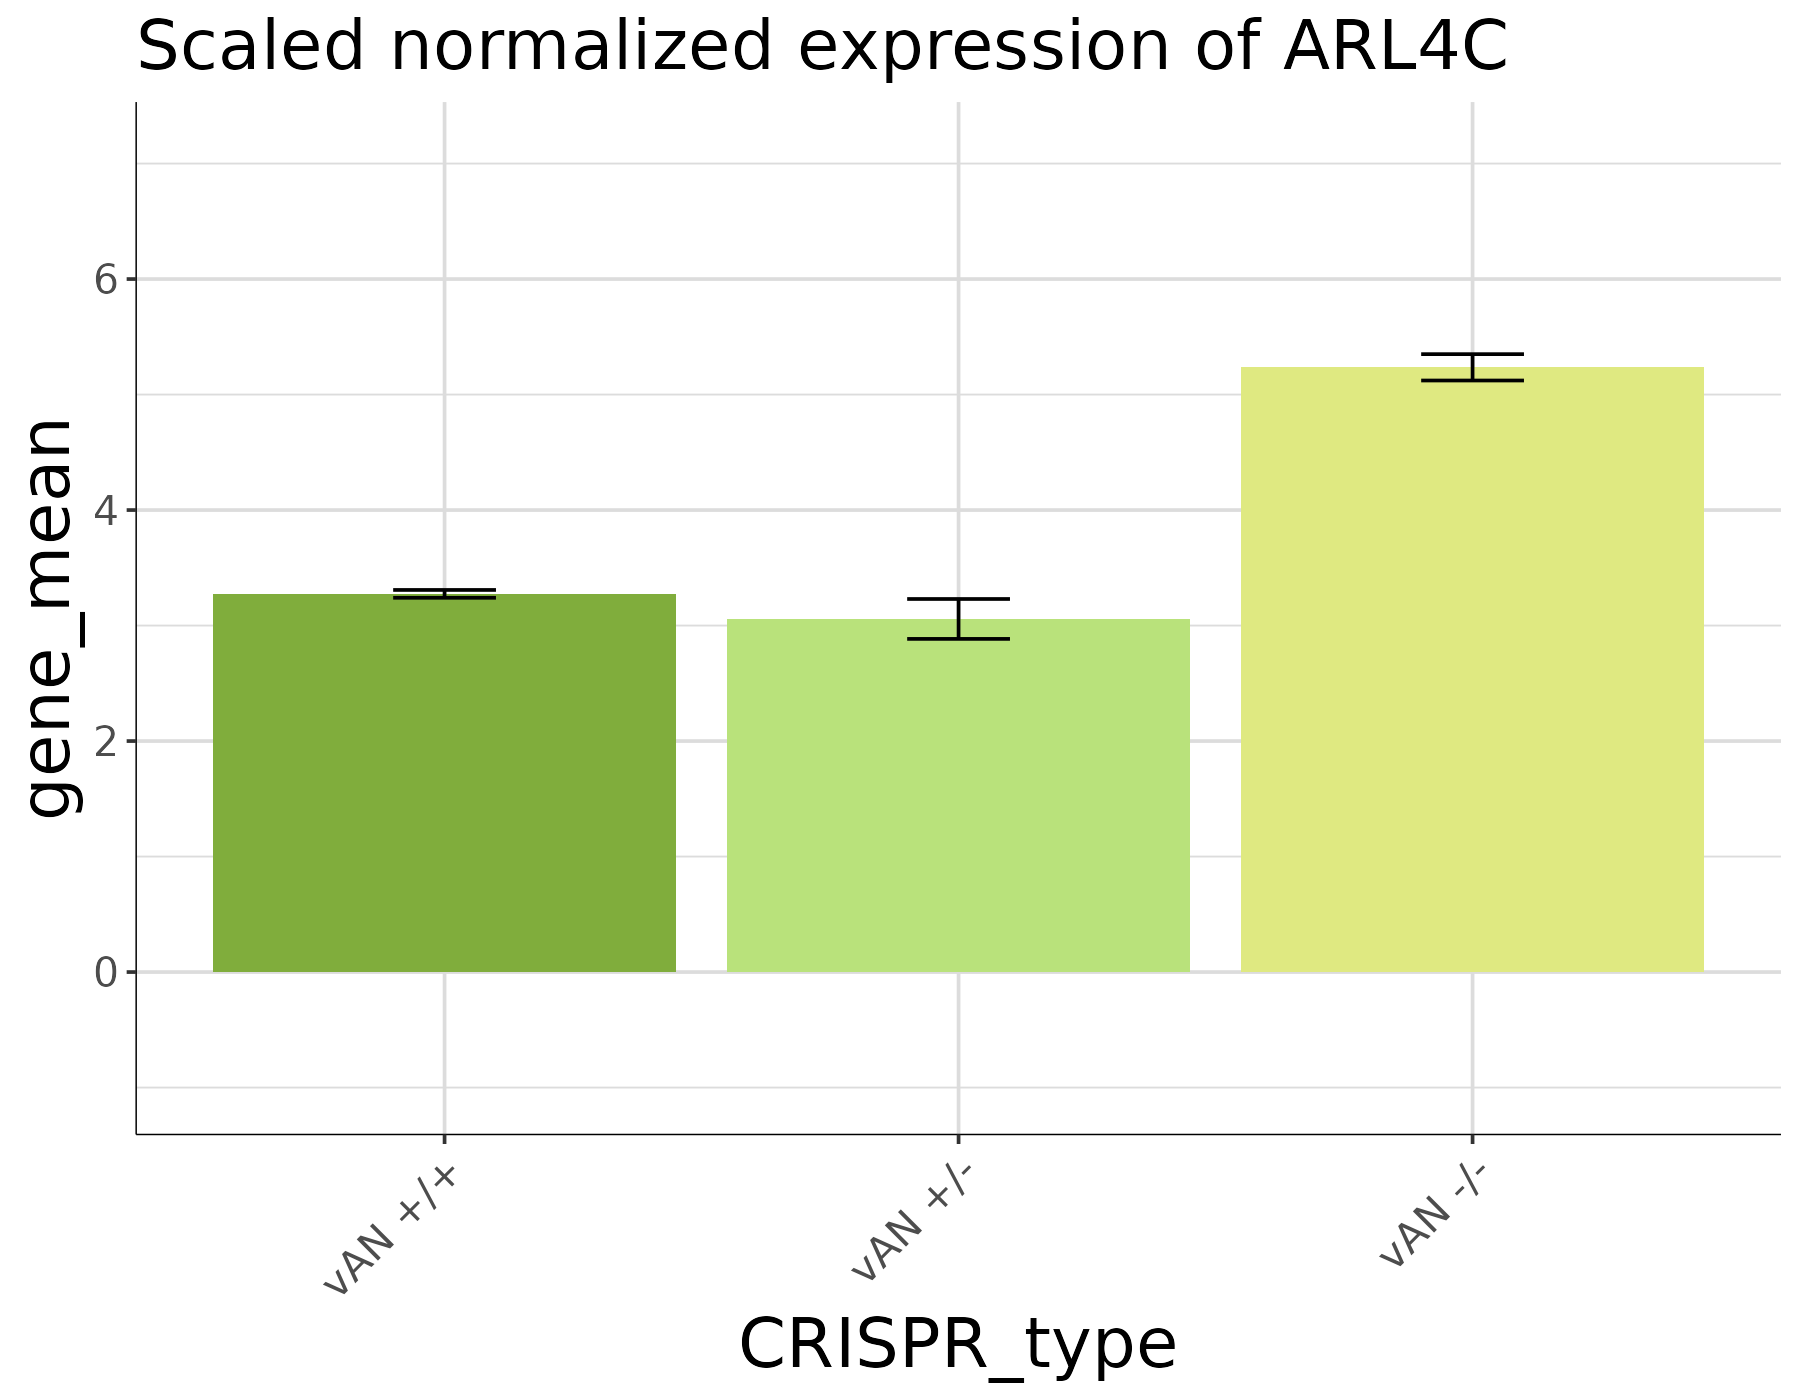 Scaled normalized expression of ARL4C
gene_mean
6
4
2
0
vAN +/+
vAN +/-
vAN -/-
CRISPR_type